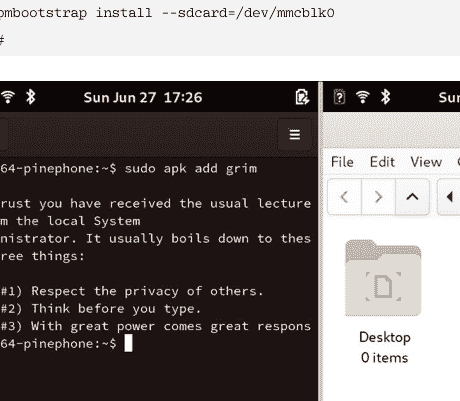 pmbootstrap install --sdcard=/dev/mmcblk0
#
Sun Jun 27 17:26
64-pinephone:~$ sudo apk add grim
rust you have received the usual lecture
m the local System
nistrator. It usually boils down to thes
ree things:
#1) Respect the privacy of others.
#2) Think before you type.
#3) With great power comes great respons
64-pinephone:~$
Sun
File Edit View
Desktop
0 items